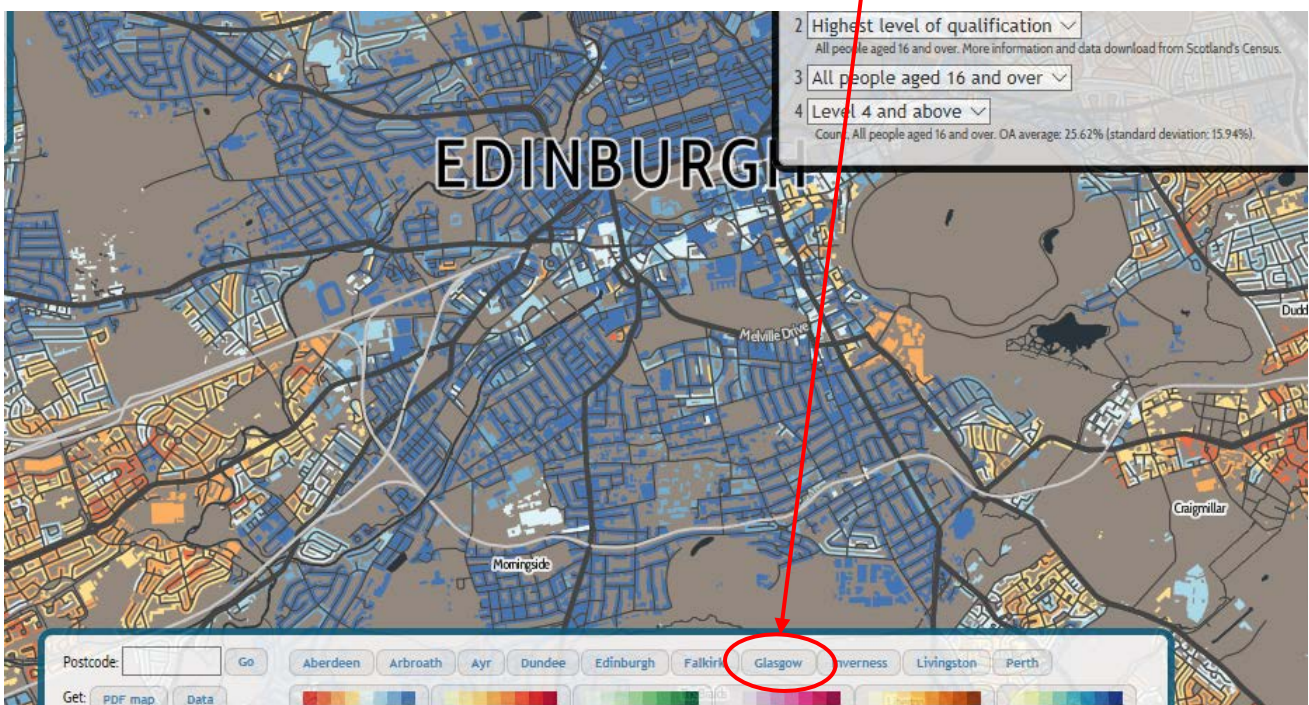 2 Highest level of qualification
All people aged 16 and over. More information and data download from Scotland's Census.
3 All people aged 16 and over
4 Level 4 and above
Count. All people aged 16 and over. OA average: 25.62% (standard deviation: 15.94%).
EDINBURGH
Melville Drive
Dudd
Craigmillar
Morningside
Postcode: Go Aberdeen Arbroath Ayr Dundee Edinburgh Falkirk Glasgow Inverness Livingston Perth
Get: PDF map Data